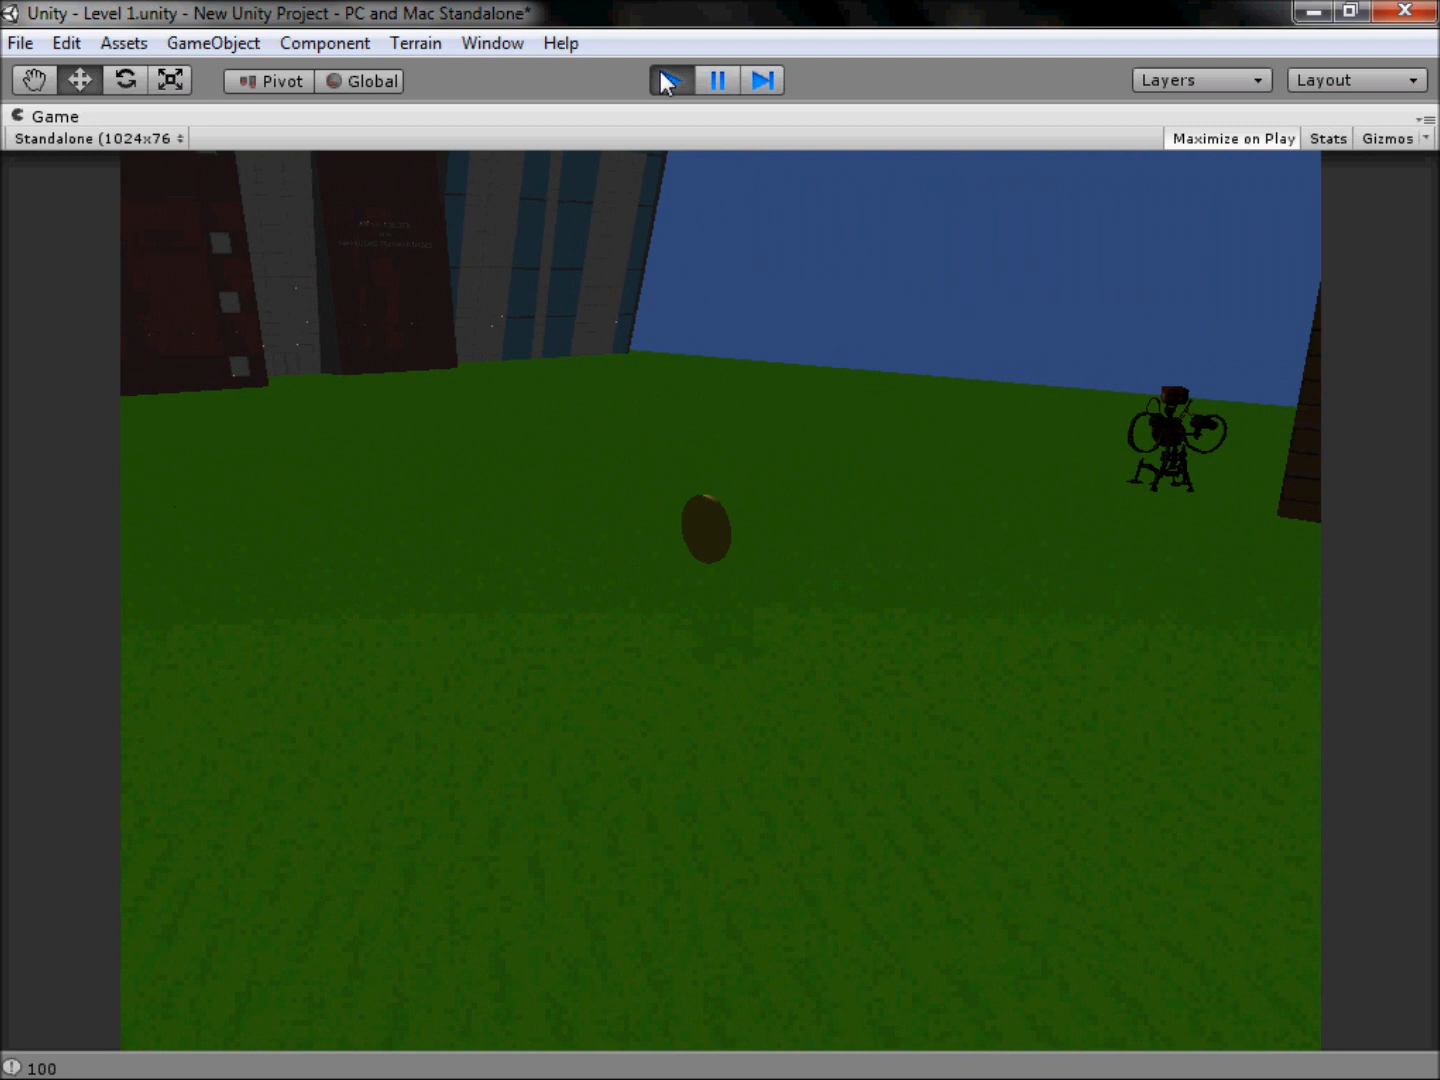 Unity - Level 1.unity - New Unity Project - PC and Mac Standalone*
File Edit Assets GameObject Component Terrain Window Help
Pivot Global Layers Layout
Game
Standalone (1024x76 Maximize on Play Stats Gizmos
100